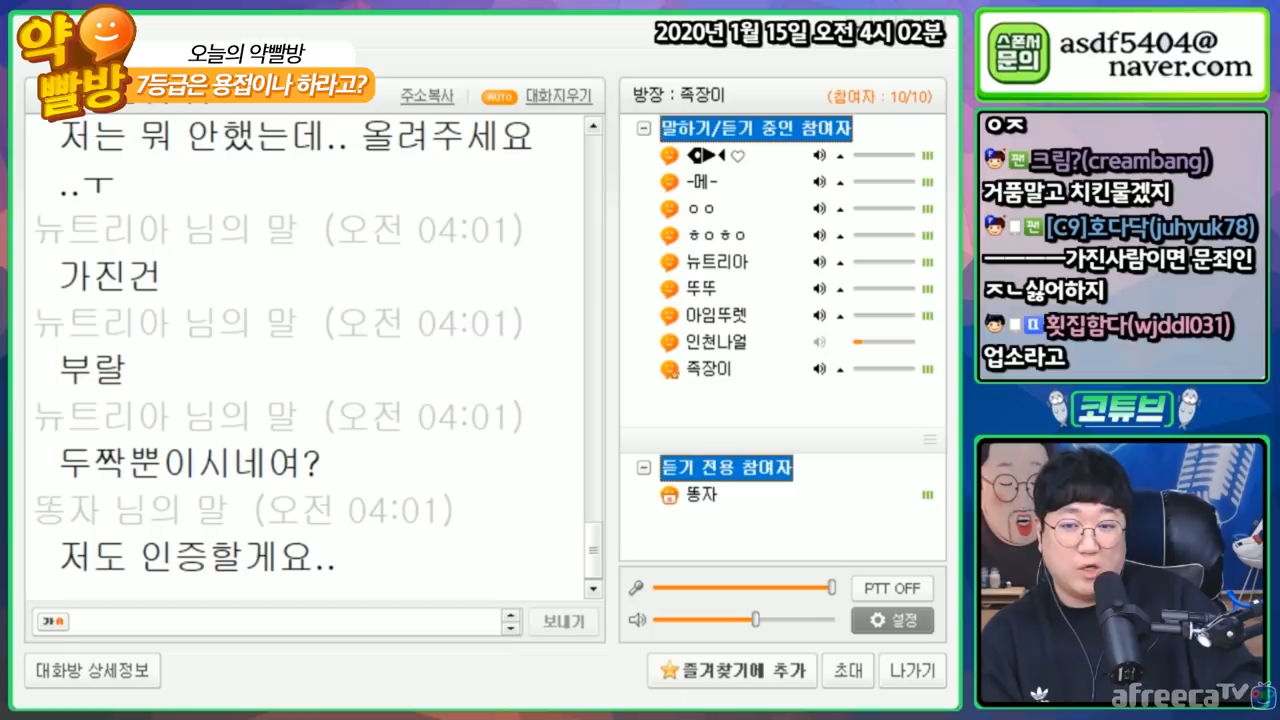 약빨방
오늘의 약빨방
7등급은 용접이나 하라고?
2020년 1월 15일 오전 4시 02분
주소복사
AUTO 대화지우기
저는 뭐 안했는데.. 올려주세요
..ㅜ
뉴트리아 님의 말 (오전 04:01)
가진건
뉴트리아 님의 말 (오전 04:01)
부랄
뉴트리아 님의 말 (오전 04:01)
두짝뿐이시네여?
똥자 님의 말 (오전 04:01)
저도 인증할게요..
가
보내기
대화방 상세정보
방장 : 족장이
(참여자 : 10/10)
말하기/듣기 중인 참여자
-메-
ㅇㅇ
ㅎㅇㅎㅇ
뉴트리아
뚜뚜
아임뚜렛
인천나얼
족장이
듣기 전용 참여자
똥자
PTT OFF
설정
즐겨찾기에 추가
초대
나가기
스폰서
문의
asdf5404@
naver.com
ㅇㅈ
팬 크림?(creambang)
거품말고 치킨물겠지
팬 [C9]호다닥(juhyuk78)
ㅡㅡㅡㅡ가진사람이면 문죄인
ㅈㄴ싫어하지
횟집함다(wjddl031)
업소라고
코튜브
afreecaTV